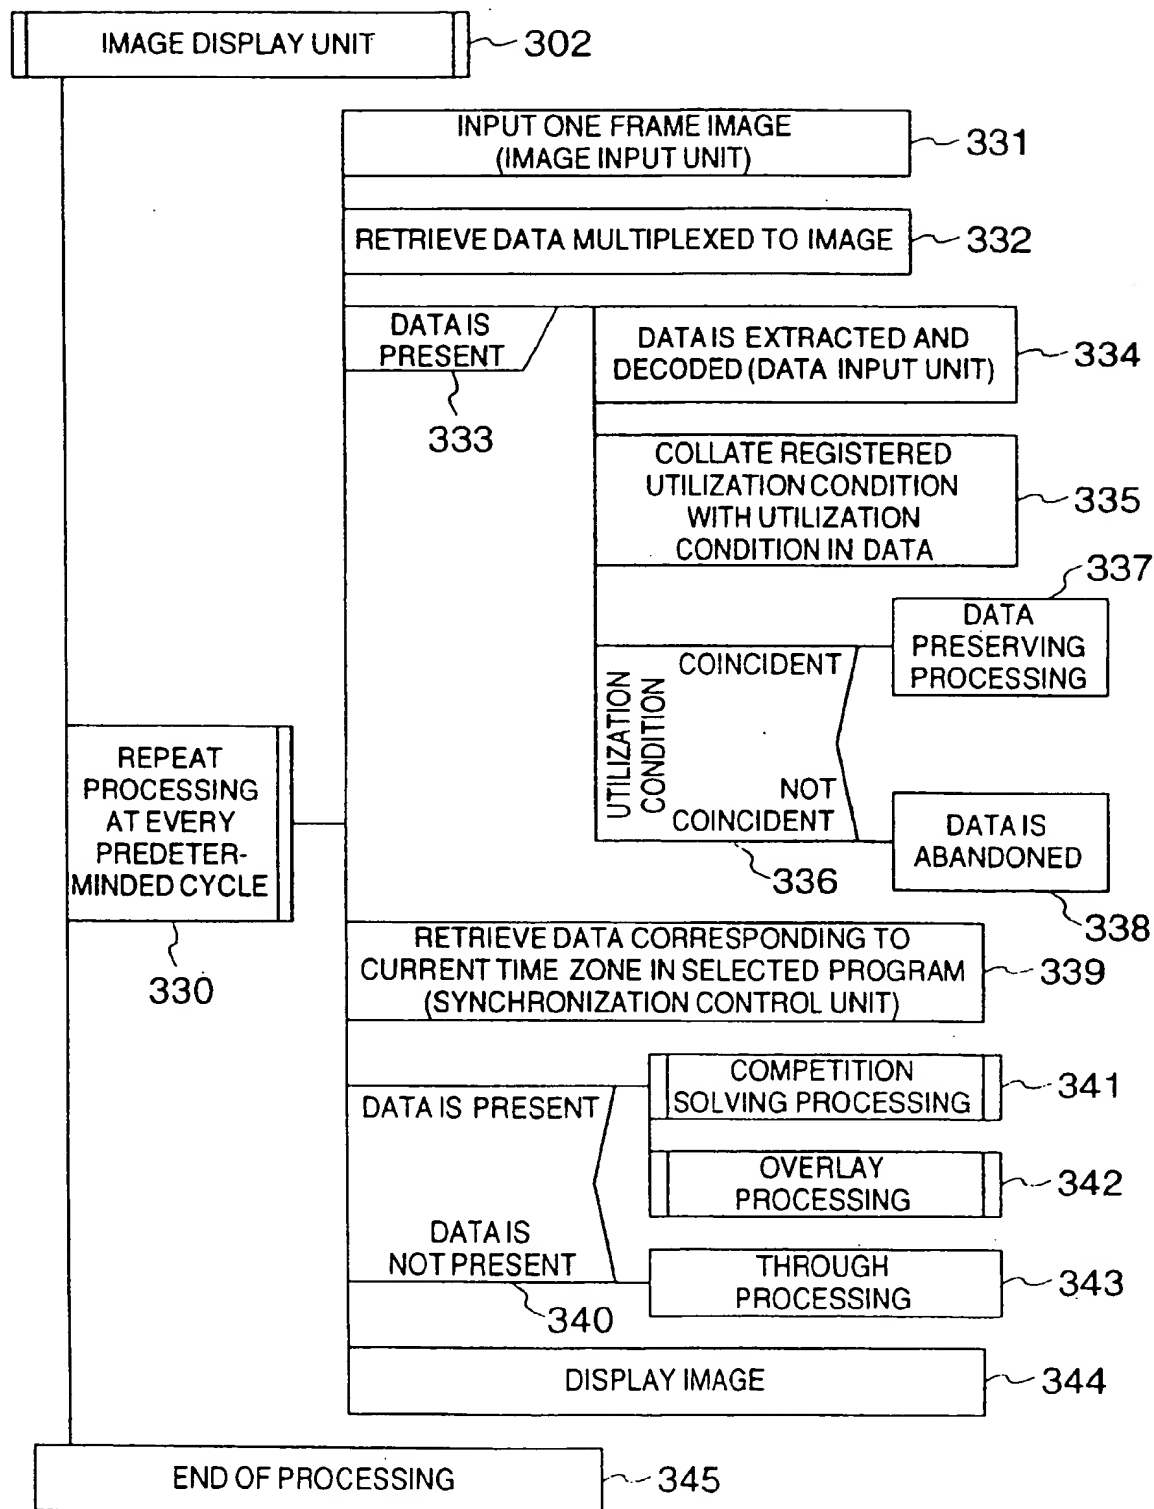 IMAGE DISPLAY UNIT
302
INPUT ONE FRAME IMAGE
(IMAGE INPUT UNIT)
331
RETRIEVE DATA MULTIPLEXED TO IMAGE
332
DATA IS
PRESENT
333
DATA IS EXTRACTED AND
DECODED (DATA INPUT UNIT)
334
COLLATE REGISTERED
UTILIZATION CONDITION
WITH UTILIZATION
CONDITION IN DATA
335
UTILIZATION
CONDITION
COINCIDENT
337
DATA
PRESERVING
PROCESSING
NOT
COINCIDENT
336
DATA IS
ABANDONED
338
REPEAT
PROCESSING
AT EVERY
PREDETER-
MINDED CYCLE
330
RETRIEVE DATA CORRESPONDING TO
CURRENT TIME ZONE IN SELECTED PROGRAM
(SYNCHRONIZATION CONTROL UNIT)
339
DATA IS PRESENT
COMPETITION
SOLVING PROCESSING
341
OVERLAY
PROCESSING
342
DATA IS
NOT PRESENT
340
THROUGH
PROCESSING
343
DISPLAY IMAGE
344
END OF PROCESSING
345